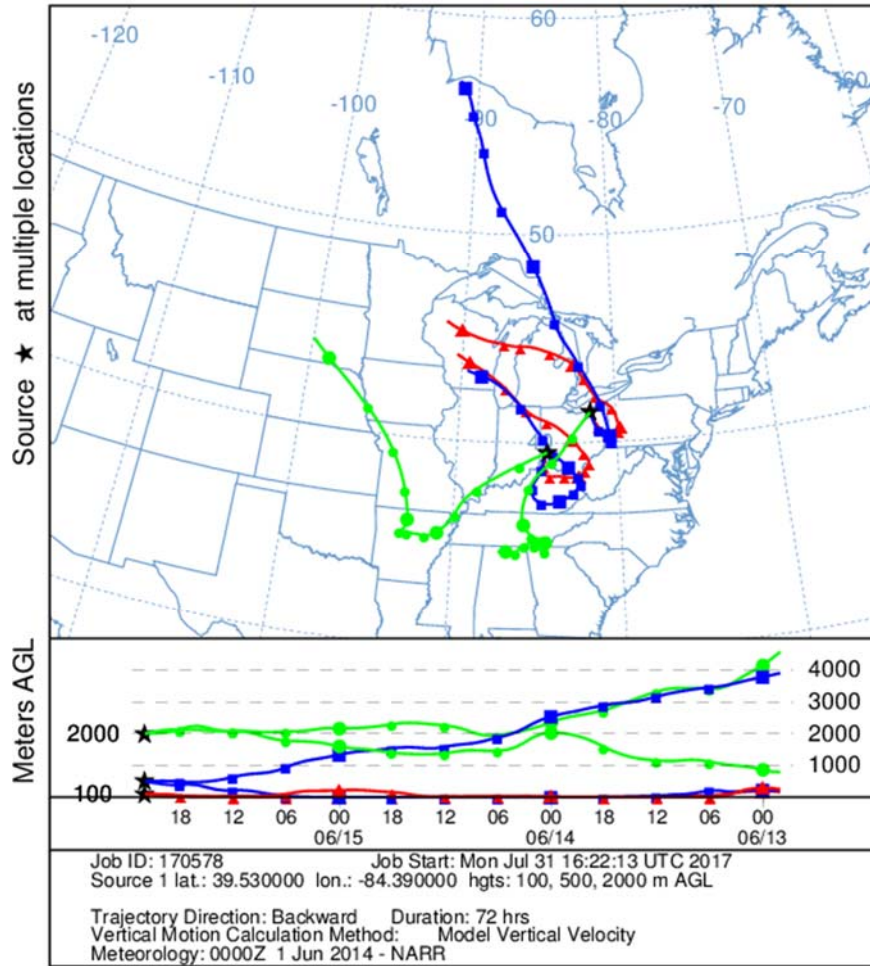 -120
-110
-100
-90
-80
-70
-60
60
50
40
Source ★ at multiple locations
Meters AGL
4000
3000
2000 2000
1000
100
18 12 06 00 18 12 06 00 18 12 06 00
06/15 06/14 06/13
Job ID: 170578 Job Start: Mon Jul 31 16:22:13 UTC 2017
Source 1 lat.: 39.530000 lon.: -84.390000 hgts: 100, 500, 2000 m AGL
Trajectory Direction: Backward Duration: 72 hrs
Vertical Motion Calculation Method: Model Vertical Velocity
Meteorology: 0000Z 1 Jun 2014 - NARR